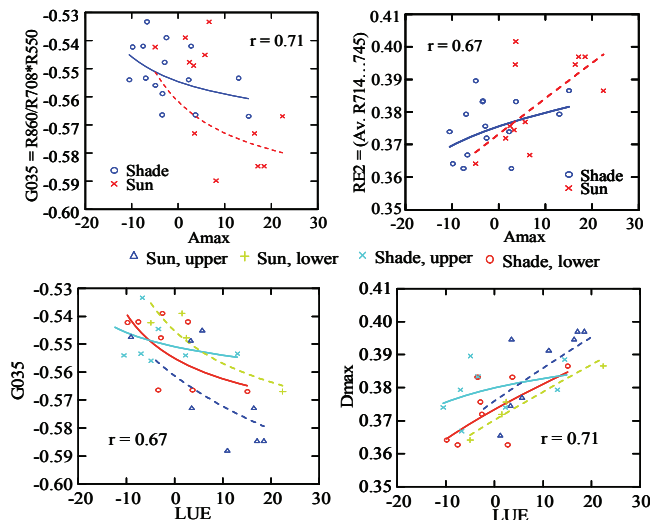 -0.53
-0.54
-0.55
-0.56
-0.57
-0.58
-0.59
-0.60
G035 = R860/R708*R550
r = 0.71
Shade
Sun
-20 -10 0 10 20 30
Amax
0.41
0.40
0.39
0.38
0.37
0.36
0.35
RE2 = (Av. R714…745)
r = 0.67
Shade
Sun
-20 -10 0 10 20 30
Amax
Sun, upper Sun, lower Shade, upper Shade, lower
-0.53
-0.54
-0.55
-0.56
-0.57
-0.58
-0.59
-0.60
G035
r = 0.67
-20 -10 0 10 20 30
LUE
0.41
0.40
0.39
0.38
0.37
0.36
0.35
Dmax
r = 0.71
-20 -10 0 10 20 30
LUE